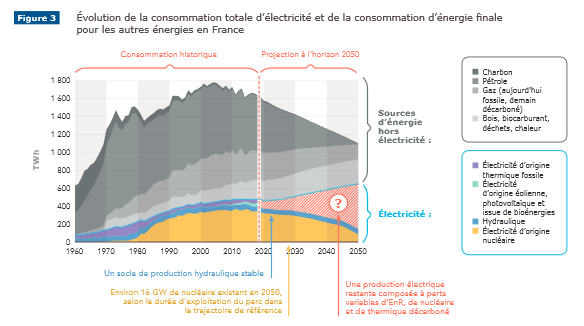 Figure 3
Évolution de la consommation totale d'électricité et de la consommation d'énergie finale
pour les autres énergies en France
Consommation historique
Projection à l'horizon 2050
TWh
1 800
1 600
1 400
1 200
1 000
800
600
400
200
0
1960
1970
1980
1990
2000
2010
2020
2030
2040
2050
?
Sources
d'énergie
hors
électricité :
Électricité :
Charbon
Pétrole
Gaz (aujourd'hui
fossile, demain
décarboné)
Bois, biocarburant,
déchets, chaleur
Électricité d'origine
thermique fossile
Électricité
d'origine éolienne,
photovoltaïque et
issue de bioénergies
Hydraulique
Électricité d'origine
nucléaire
Un socle de production hydraulique stable
Environ 16 GW de nucléaire existant en 2050,
selon la durée d'exploitation du parc dans
la trajectoire de référence
Une production électrique
restante composée à parts
variables d'EnR, de nucléaire
et de thermique décarboné